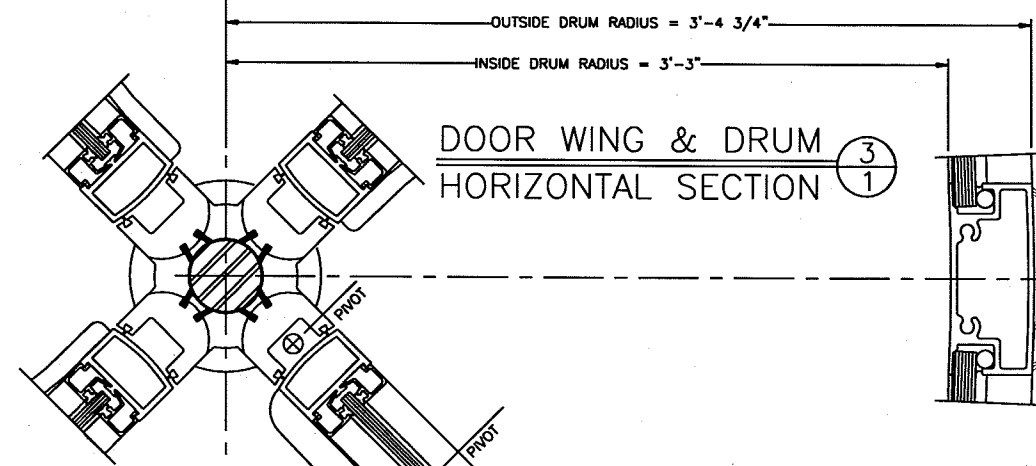 OUTSIDE DRUM RADIUS = 3'-4 3/4"
INSIDE DRUM RADIUS = 3'-3"
DOOR WING & DRUM
HORIZONTAL SECTION
3
1
PIVOT
PIVOT